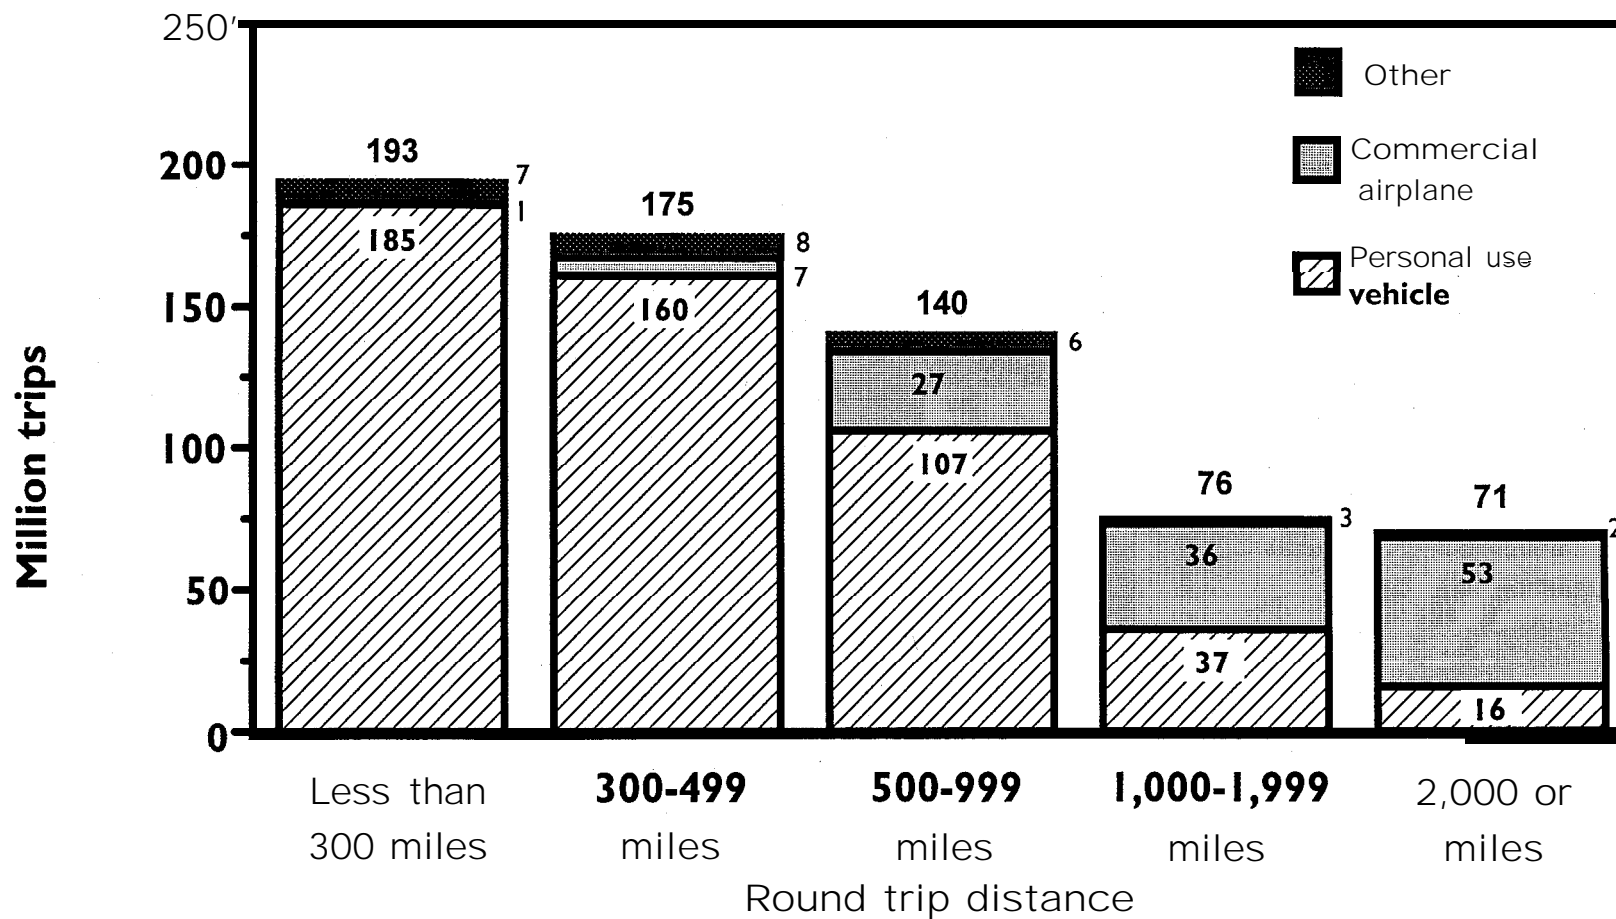 Million trips
250'
200
150
100
50
0
Other
Commercial
airplane
Personal use
vehicle
193
7
1
185
175
8
7
160
140
6
27
107
76
3
36
37
71
2
53
16
Less than
300 miles
300-499
miles
500-999
miles
1,000-1,999
miles
2,000 or
miles
Round trip distance